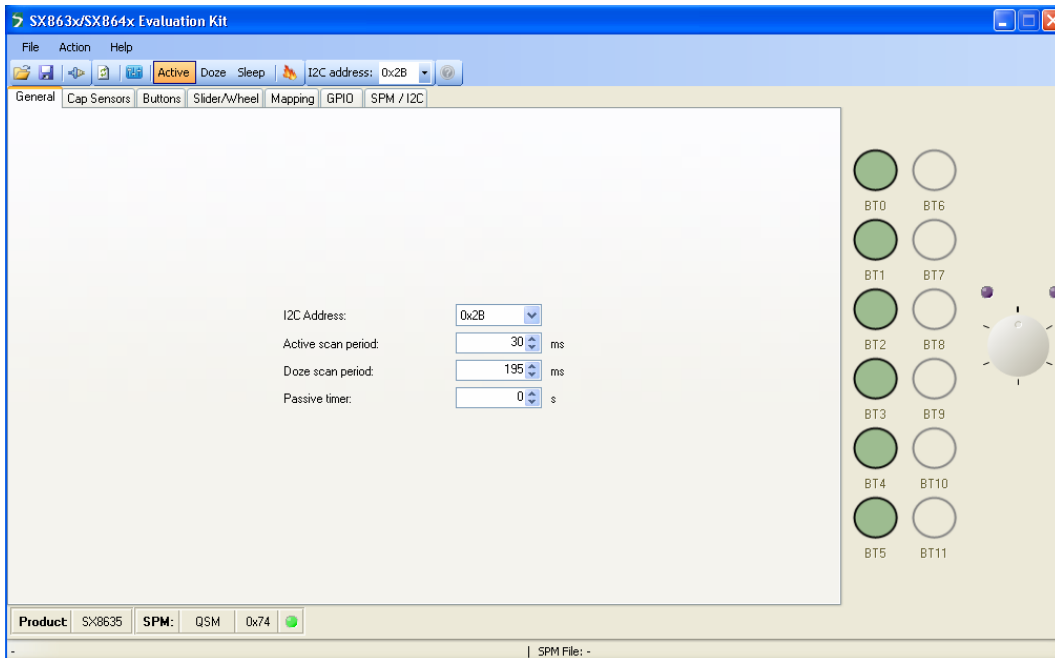 SX863x/SX864x Evaluation Kit
File Action Help
Active Doze Sleep I2C address: 0x2B
General Cap Sensors Buttons Slider/Wheel Mapping GPIO SPM / I2C
I2C Address: 0x2B
Active scan period: 30 ms
Doze scan period: 195 ms
Passive timer: 0 s
BT0 BT6
BT1 BT7
BT2 BT8
BT3 BT9
BT4 BT10
BT5 BT11
Product SX8635 SPM: QSM 0x74
- | SPM File: -